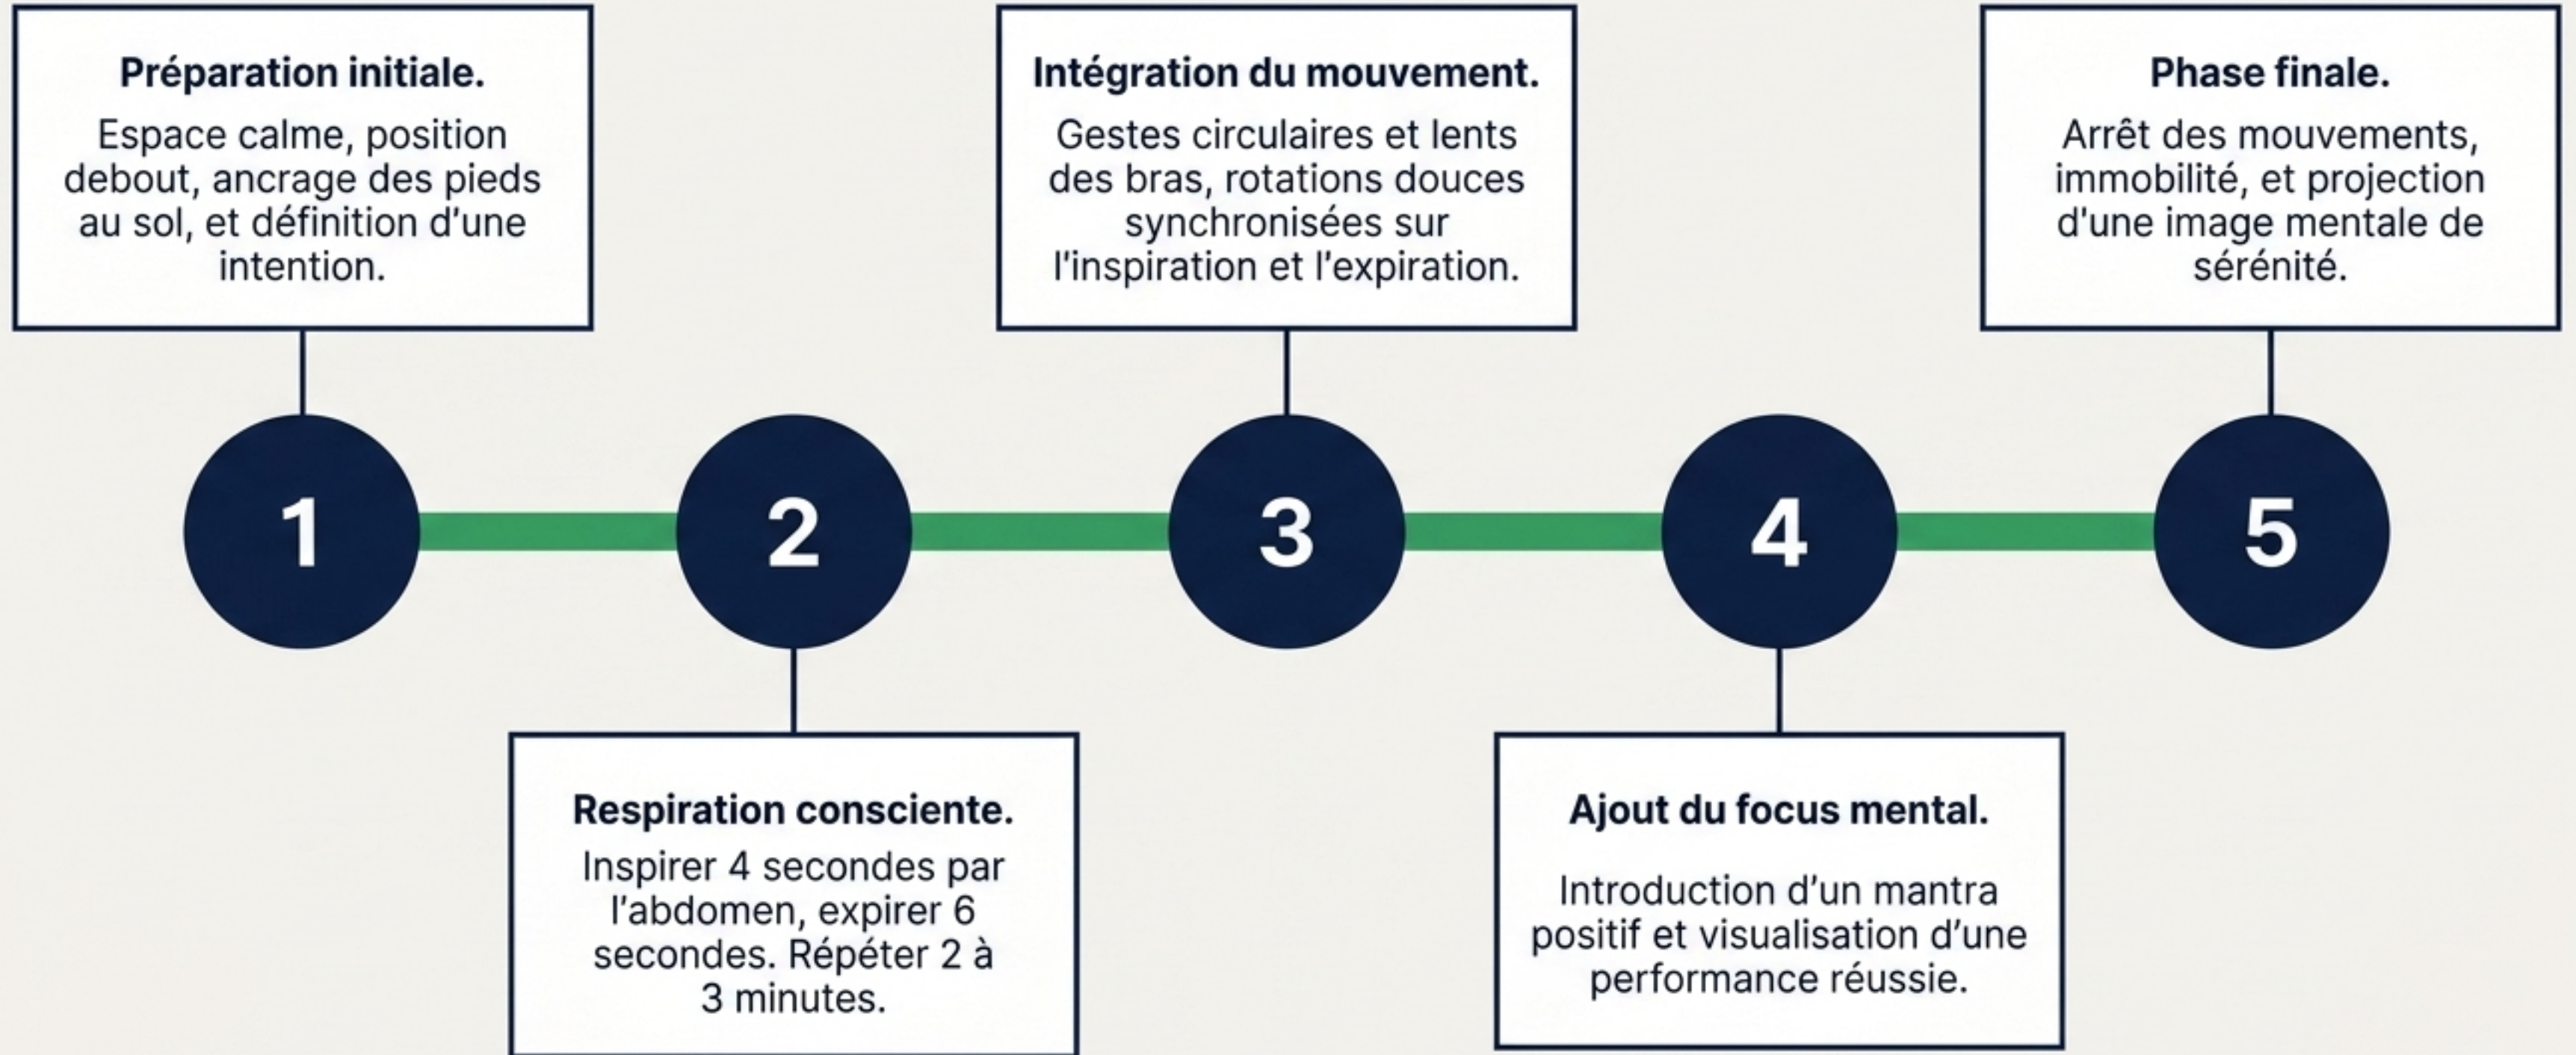 Préparation initiale.
Espace calme, position
debout, ancrage des pieds
au sol, et définition d'une
intention.
Intégration du mouvement.
Gestes circulaires et lents
des bras, rotations douces
synchronisées sur
l'inspiration et l'expiration.
Phase finale.
Arrêt des mouvements,
immobilité, et projection
d'une image mentale de
sérénité.
1
2
3
4
5
Respiration consciente.
Inspirer 4 secondes par
l'abdomen, expirer 6
secondes. Répéter 2 à
3 minutes.
Ajout du focus mental.
Introduction d'un mantra
positif et visualisation d'une
performance réussie.